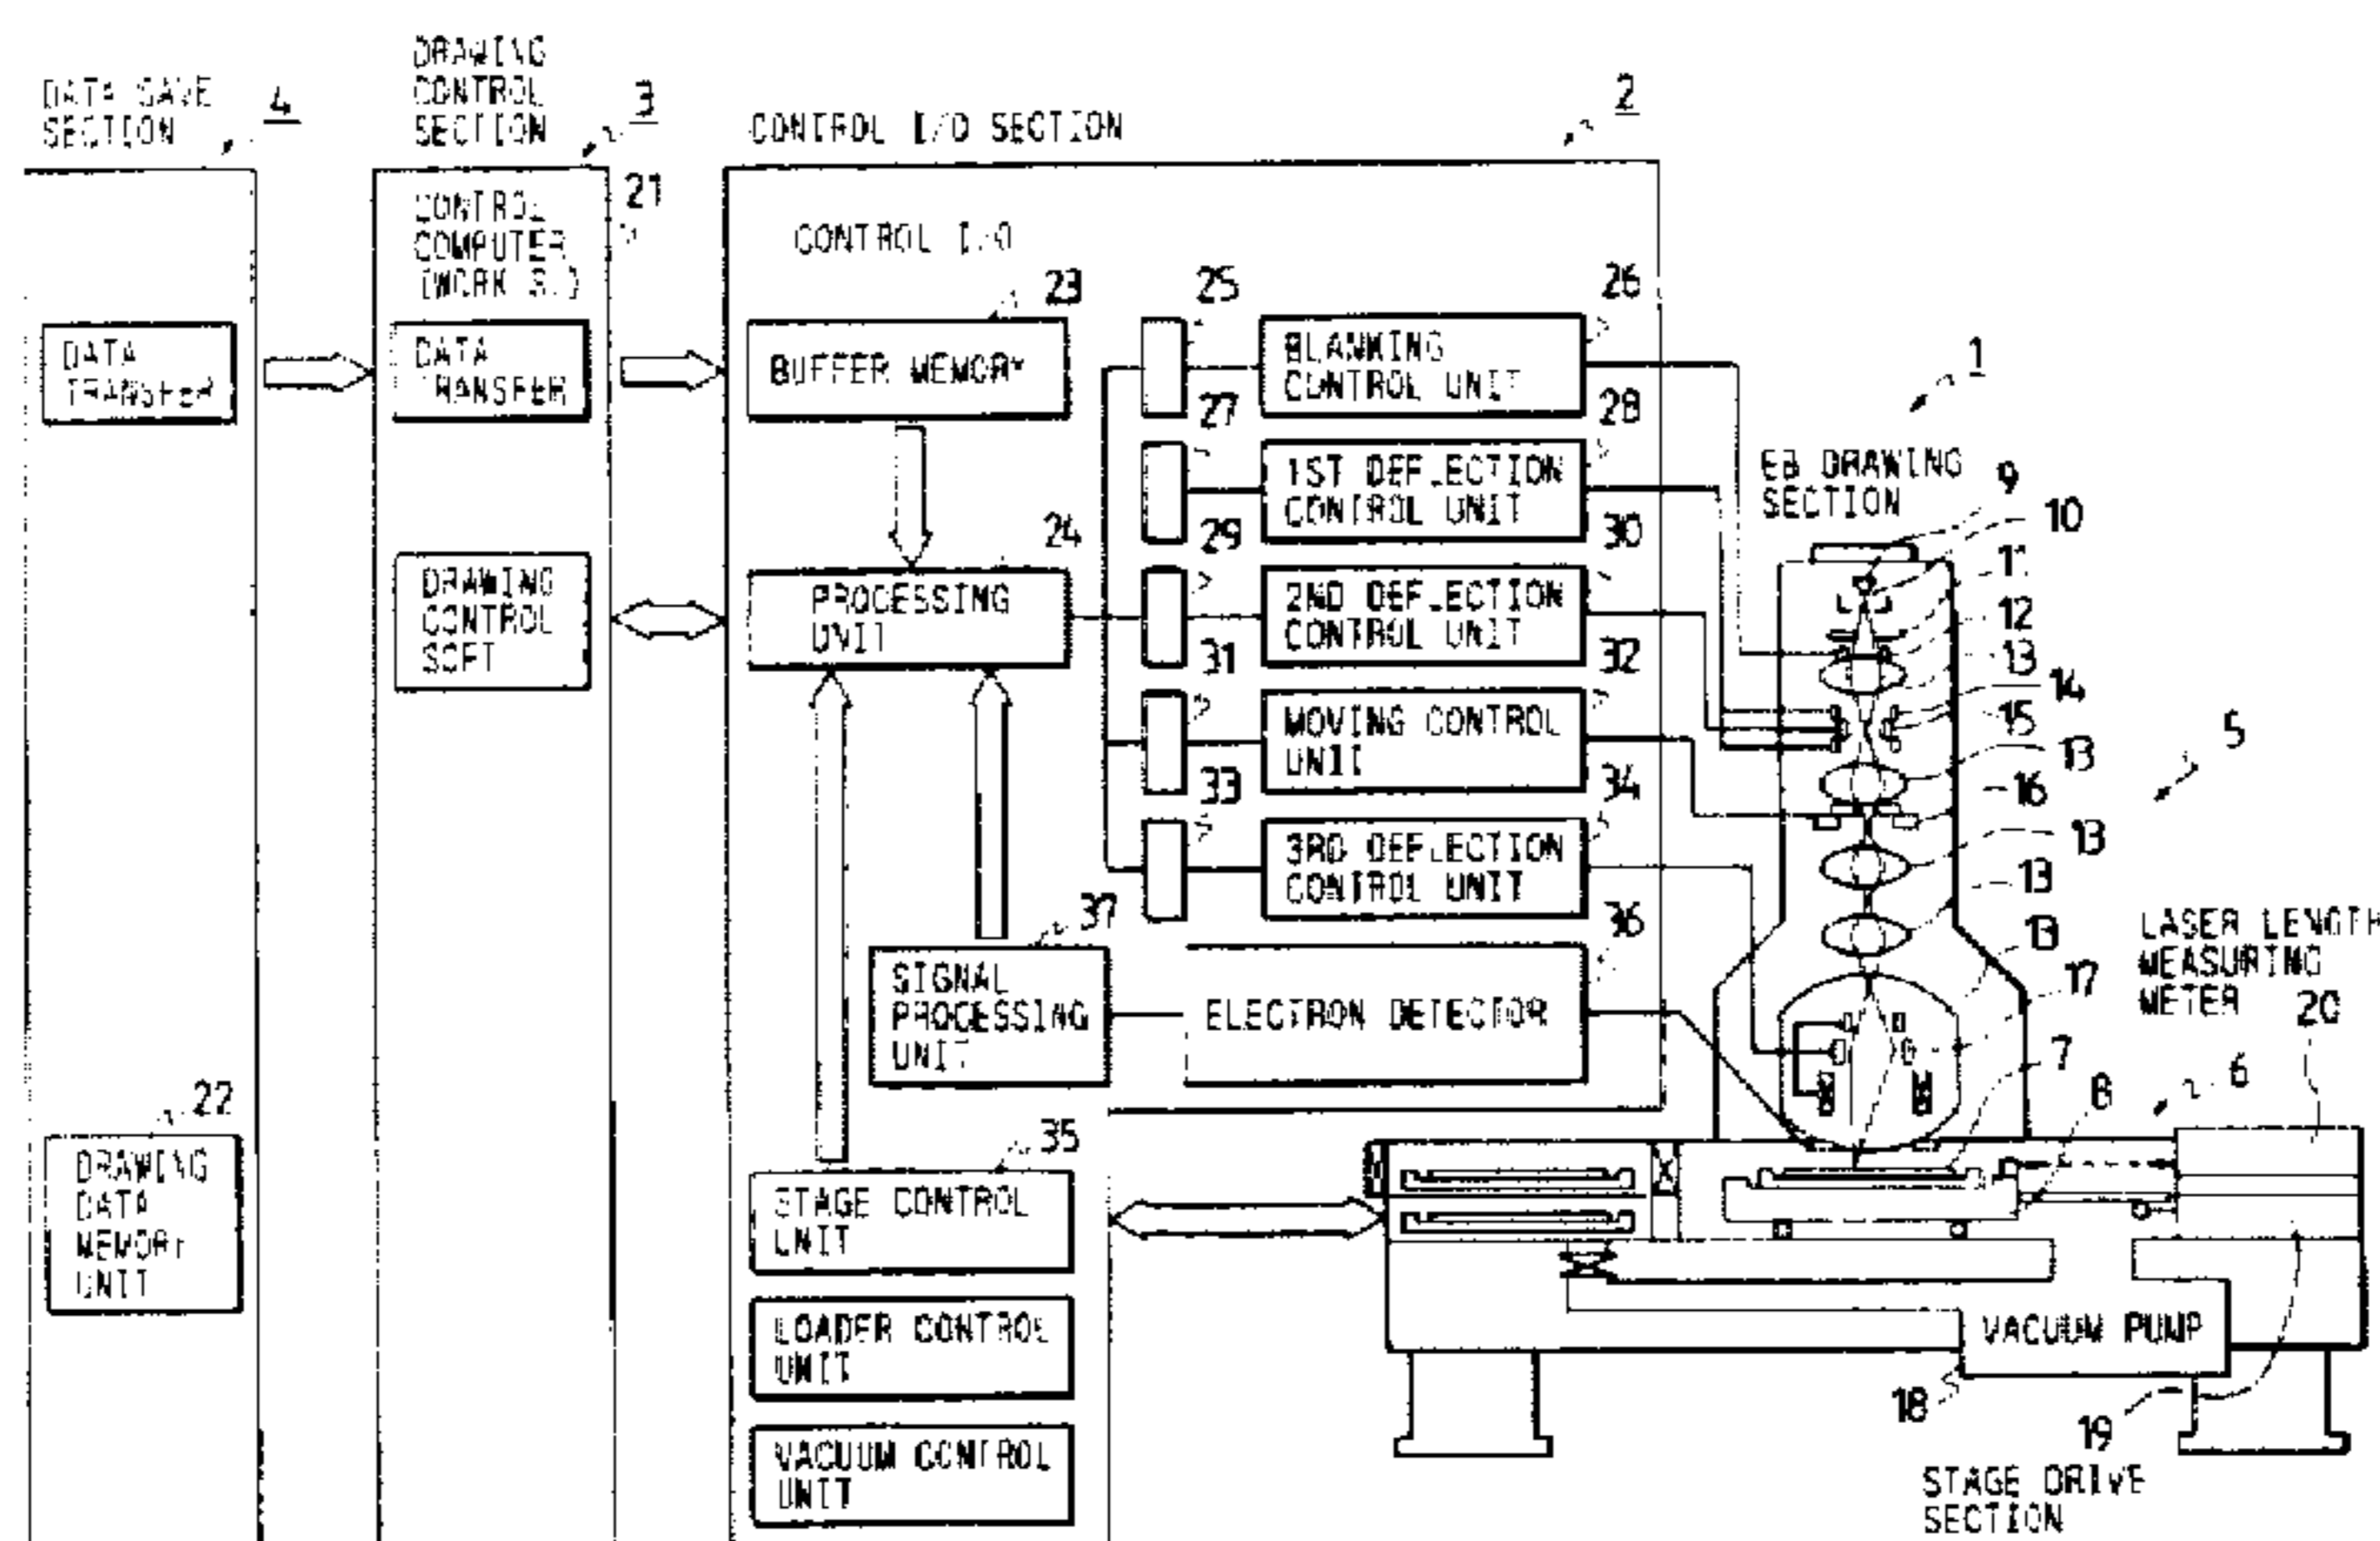 DATA SAVE
SECTION
4
DRAWING
CONTROL
SECTION
3
CONTROL I/O SECTION
2
CONTROL
COMPUTER
(WORK S.)
21
CONTROL I/O
DATA
TRANSFER
DATA
TRANSFER
23
BUFFER MEMORY
25
26
BLANKING
CONTROL UNIT
27
28
1ST DEFLECTION
CONTROL UNIT
29
30
2ND DEFLECTION
CONTROL UNIT
31
32
MOVING CONTROL
UNIT
33
34
3RD DEFLECTION
CONTROL UNIT
24
PROCESSING
UNIT
DRAWING
CONTROL
SOFT
37
SIGNAL
PROCESSING
UNIT
36
ELECTRON DETECTOR
22
DRAWING
DATA
MEMORY
UNIT
35
STAGE CONTROL
UNIT
LOADER CONTROL
UNIT
VACUUM CONTROL
UNIT
1
EB DRAWING
SECTION
9
10
11
12
13
14
15
13
16
13
13
13
17
7
8
6
5
LASER LENGTH
MEASURING
METER
20
VACUUM PUMP
18
19
STAGE DRIVE
SECTION